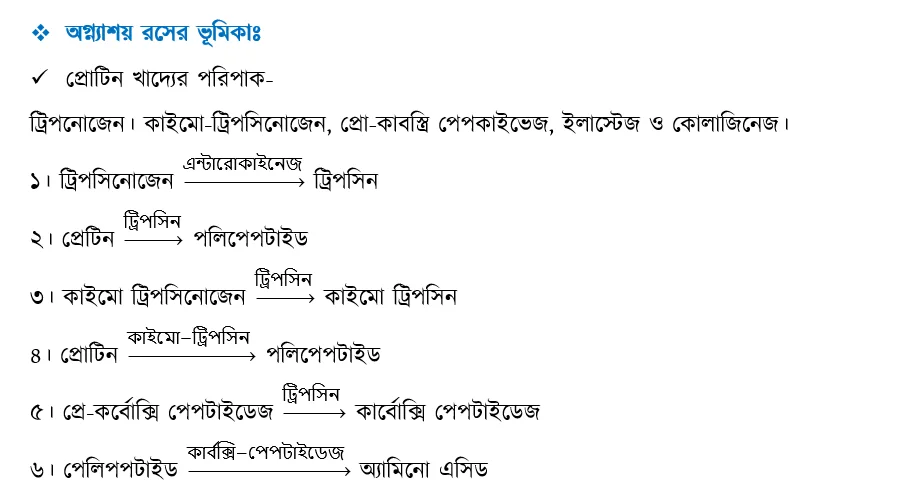 ❖ অগ্ন্যাশয় রসের ভূমিকাঃ
✓ প্রোটিন খাদ্যের পরিপাক-
ট্রিপনোজেন। কাইমো-ট্রিপসিনোজেন, প্রো-কাবস্ত্রি পেপকাইভেজ, ইলাস্টেজ ও কোলাজিনেজ।
১। ট্রিপসিনোজেন এন্টারোকাইনেজ → ট্রিপসিন
২। প্রেটিন ট্রিপসিন → পলিপেপটাইড
৩। কাইমো ট্রিপসিনোজেন ট্রিপসিন → কাইমো ট্রিপসিন
৪। প্রোটিন কাইমো−ট্রিপসিন → পলিপেপটাইড
৫। প্রে-কর্বোক্সি পেপটাইডেজ ট্রিপসিন → কার্বোক্সি পেপটাইডেজ
৬। পেলিপপটাইড কার্বক্সি−পেপটাইডেজ → অ্যামিনো এসিড